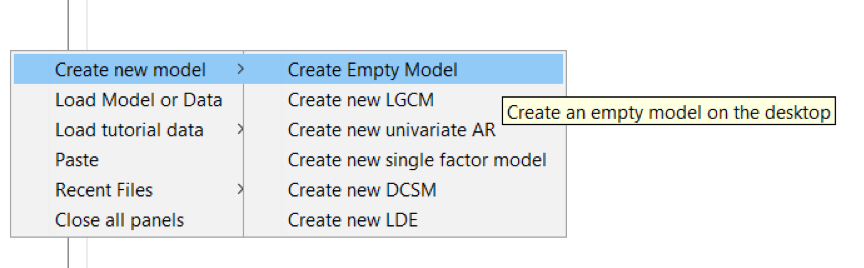 Create new model > Create Empty Model
Load Model or Data Create new LGCM
Create an empty model on the desktop
Load tutorial data > Create new univariate AR
Paste Create new single factor model
Recent Files > Create new DCSM
Close all panels Create new LDE